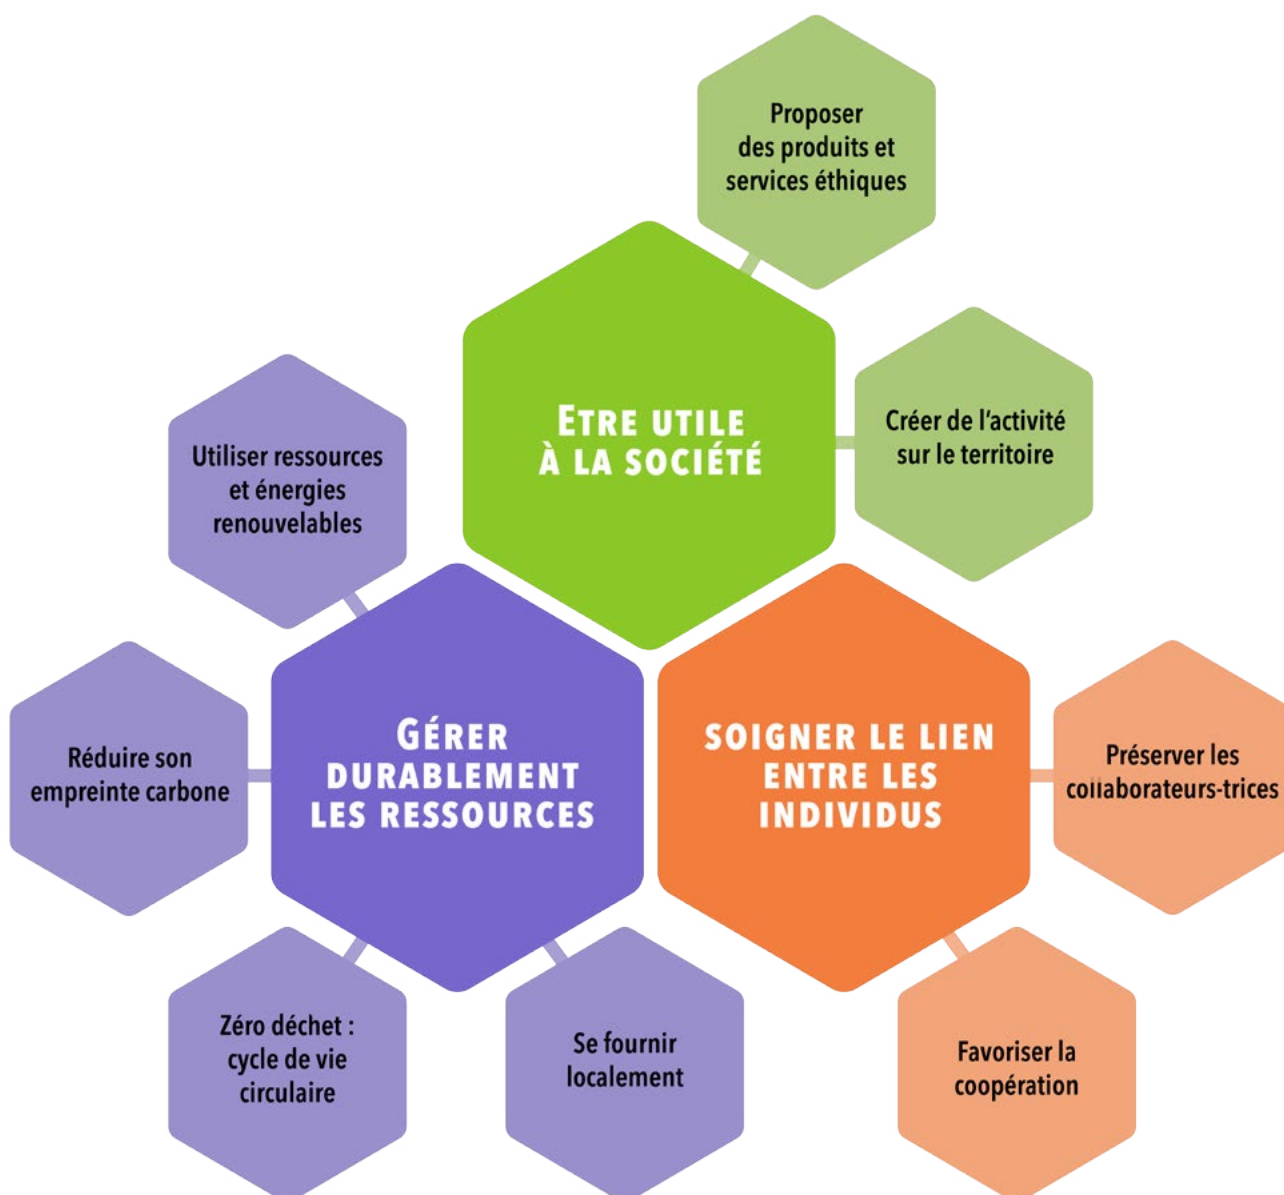 Proposer
des produits et
services éthiques
ETRE UTILE
À LA SOCIÉTÉ
Créer de l'activité
sur le territoire
Utiliser ressources
et énergies
renouvelables
Réduire son
empreinte carbone
GÉRER
DURABLEMENT
LES RESSOURCES
SOIGNER LE LIEN
ENTRE LES
INDIVIDUS
Préserver les
collaborateurs-trices
Zéro déchet :
cycle de vie
circulaire
Se fournir
localement
Favoriser la
coopération